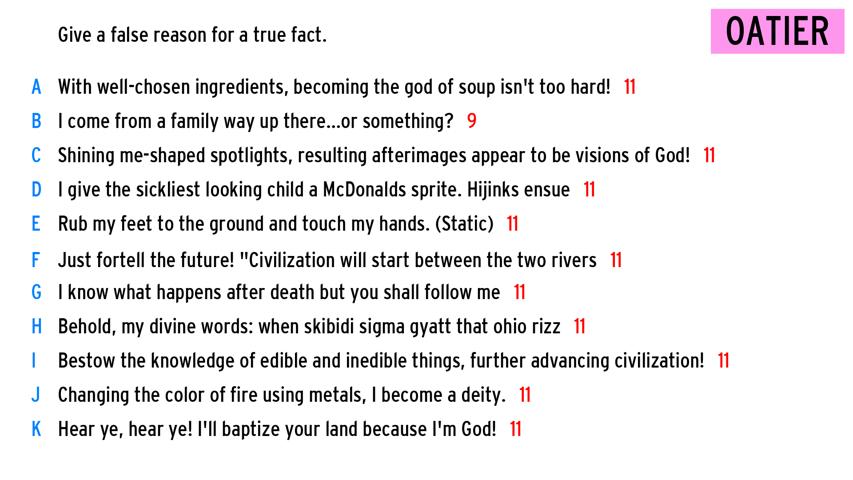 Give a false reason for a true fact.
OATIER
A With well-chosen ingredients, becoming the god of soup isn't too hard! 11
B I come from a family way up there...or something? 9
C Shining me-shaped spotlights, resulting afterimages appear to be visions of God! 11
D I give the sickliest looking child a McDonalds sprite. Hijinks ensue 11
E Rub my feet to the ground and touch my hands. (Static) 11
F Just fortell the future! "Civilization will start between the two rivers 11
G I know what happens after death but you shall follow me 11
H Behold, my divine words: when skibidi sigma gyatt that ohio rizz 11
I Bestow the knowledge of edible and inedible things, further advancing civilization! 11
J Changing the color of fire using metals, I become a deity. 11
K Hear ye, hear ye! I'll baptize your land because I'm God! 11